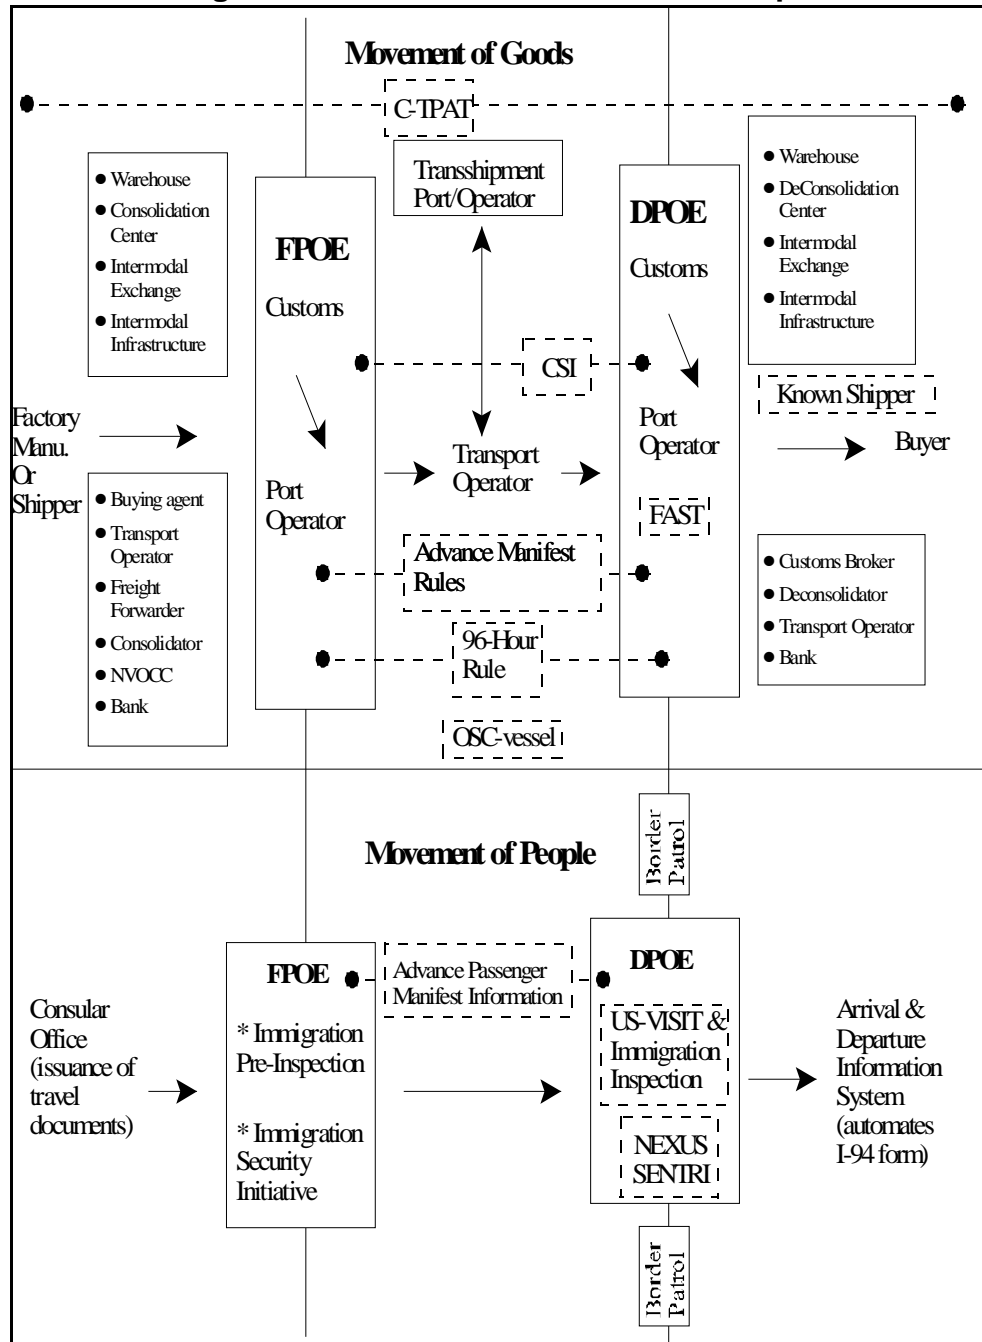 Movement of Goods
C-TPAT
• Warehouse
• Consolidation
Center
• Intermodal
Exchange
• Intermodal
Infrastructure
FPOE
Customs
Port
Operator
Transshipment
Port/Operator
CSI
Transport
Operator
DPOE
Customs
Port
Operator
FAST
• Warehouse
• DeConsolidation
Center
• Intermodal
Exchange
• Intermodal
Infrastructure
Known Shipper
Buyer
Factory
Manu.
Or
Shipper
• Buying agent
• Transport
Operator
• Freight
Forwarder
• Consolidator
• NVOCC
• Bank
Advance Manifest
Rules
96-Hour
Rule
OSC-vessel
• Customs Broker
• Deconsolidator
• Transport Operator
• Bank
Movement of People
Border
Patrol
Consular
Office
(issuance of
travel
documents)
FPOE
* Immigration
Pre-Inspection
* Immigration
Security
Initiative
Advance Passenger
Manifest Information
DPOE
US-VISIT &
Immigration
Inspection
NEXUS
SENTRI
Arrival &
Departure
Information
System
(automates
I-94 form)
Border
Patrol